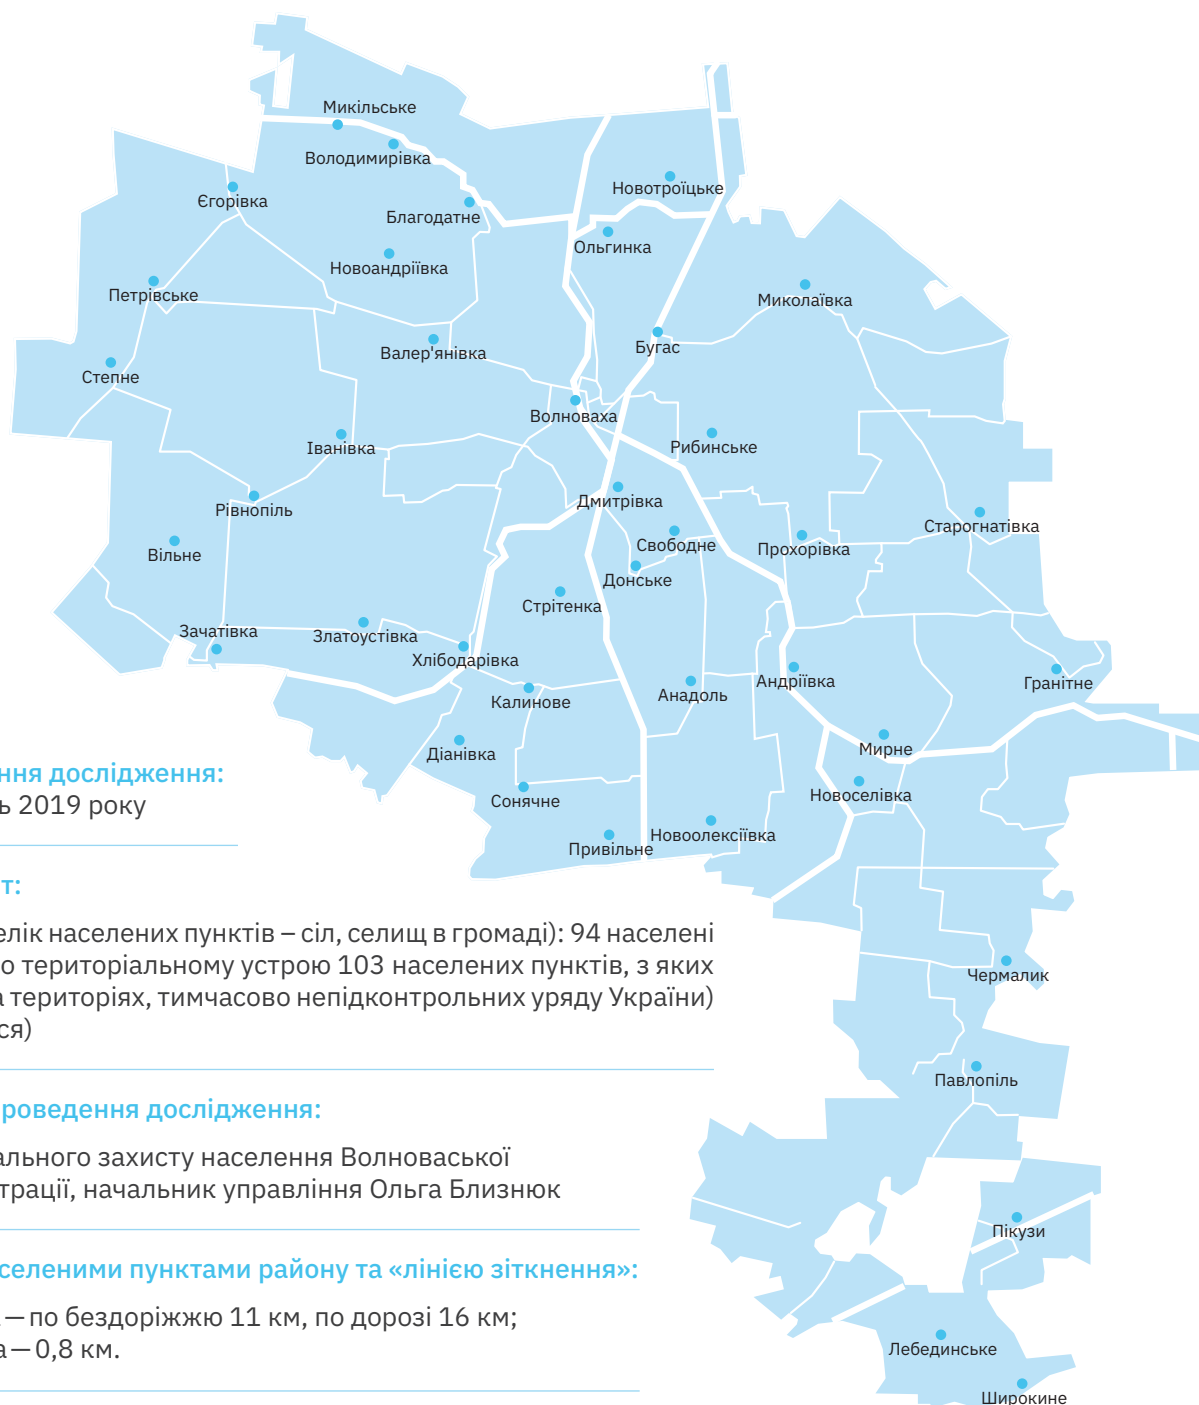 Микільське
Володимирівка
Новотроїцьке
Єгорівка
Благодатне
Ольгинка
Новоандріївка
Петрівське
Миколаївка
Бугас
Валер'янівка
Степне
Волноваха
Іванівка
Рибинське
Дмитрівка
Рівнопіль
Старогнатівка
Свободне
Прохорівка
Вільне
Донське
Стрітенка
Зачатівка
Златоустівка
Хлібодарівка
Андріївка
Гранітне
Анадоль
Калинове
Мирне
Діанівка
Новоселівка
Сонячне
Новоолексіївка
Привільне
Чермалик
Павлопіль
Пікузи
Лебединське
Широкине
ння дослідження:
ь 2019 року
т:
елік населених пунктів – сіл, селищ в громаді): 94 населені
о територіальному устрою 103 населених пунктів, з яких
а територіях, тимчасово непідконтрольних уряду України)
ся)
роведення дослідження:
ального захисту населення Волноваської
трації, начальник управління Ольга Близнюк
селеними пунктами району та «лінією зіткнення»:
— по бездоріжжю 11 км, по дорозі 16 км;
а — 0,8 км.